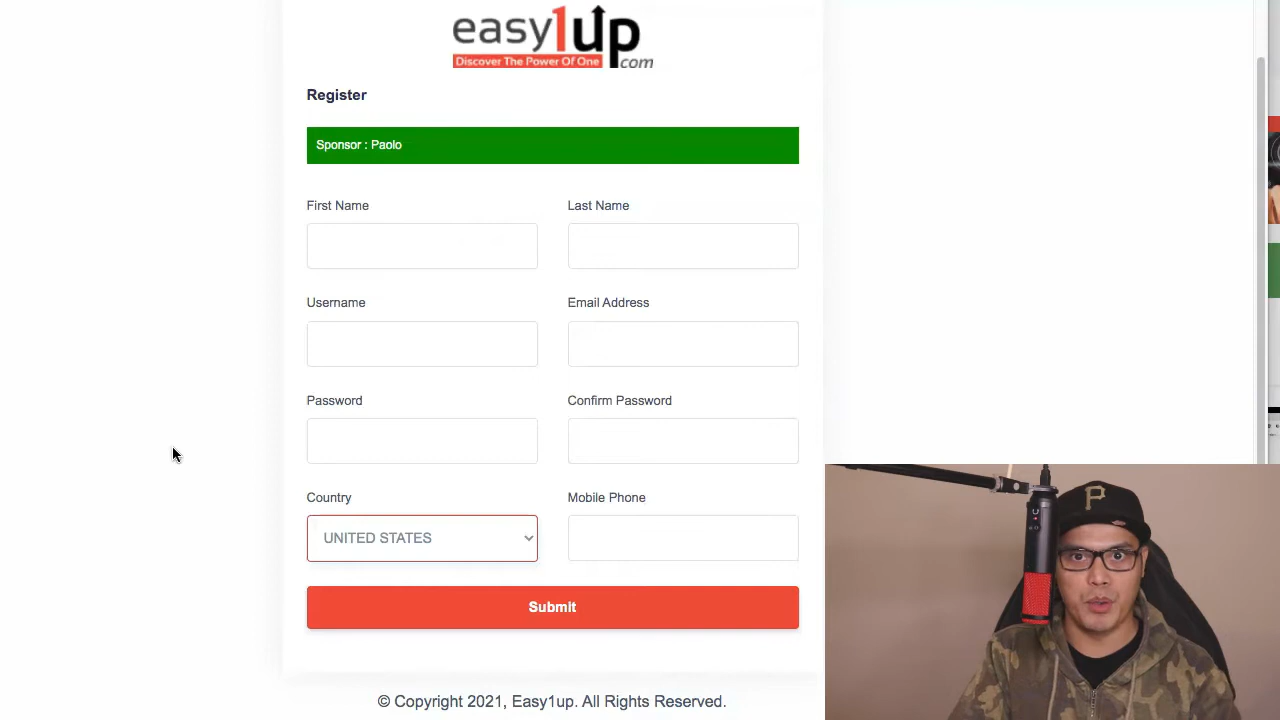 easy1up
Discover The Power Of One .com
Register
Sponsor : Paolo
First Name
Last Name
Username
Email Address
Password
Confirm Password
Country
Mobile Phone
UNITED STATES
Submit
© Copyright 2021, Easy1up. All Rights Reserved.
P